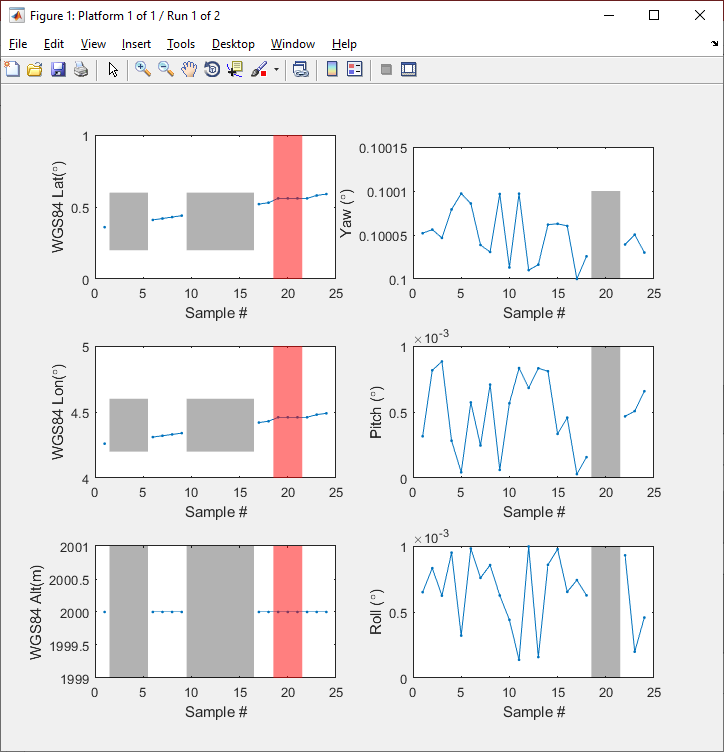 Figure 1: Platform 1 of 1 / Run 1 of 2
File Edit View Insert Tools Desktop Window Help
1
0.5
0
WGS84 Lat(°)
0 5 10 15 20 25
Sample #
0.10015
0.1001
0.10005
0.1
Yaw (°)
0 5 10 15 20 25
Sample #
5
4.5
4
WGS84 Lon(°)
0 5 10 15 20 25
Sample #
×10-3
1
0.5
0
Pitch (°)
0 5 10 15 20 25
Sample #
2001
2000.5
2000
1999.5
1999
WGS84 Alt(m)
0 5 10 15 20 25
Sample #
×10-3
1
0.5
0
Roll (°)
0 5 10 15 20 25
Sample #